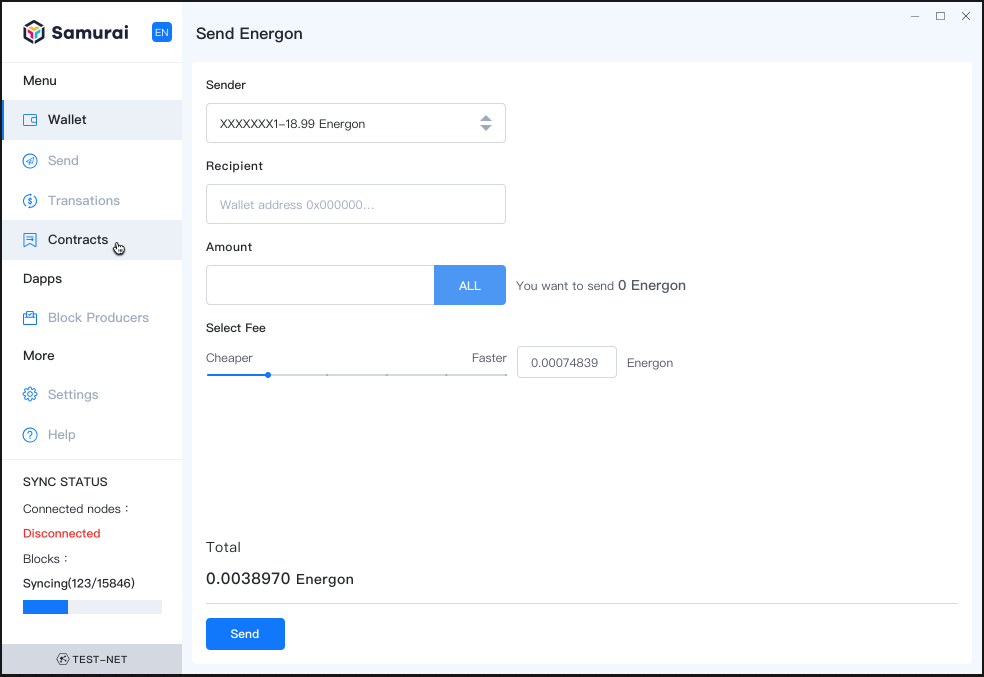 Samurai
EN
Menu
Wallet
Send
Transations
Contracts
Dapps
Block Producers
More
Settings
Help
SYNC STATUS
Connected nodes：
Disconnected
Blocks：
Syncing(123/15846)
TEST-NET
Send Energon
Sender
XXXXXXX1-18.99 Energon
Recipient
Wallet address 0x000000...
Amount
ALL You want to send 0 Energon
Select Fee
Cheaper Faster 0.00074839 Energon
Total
0.0038970 Energon
Send